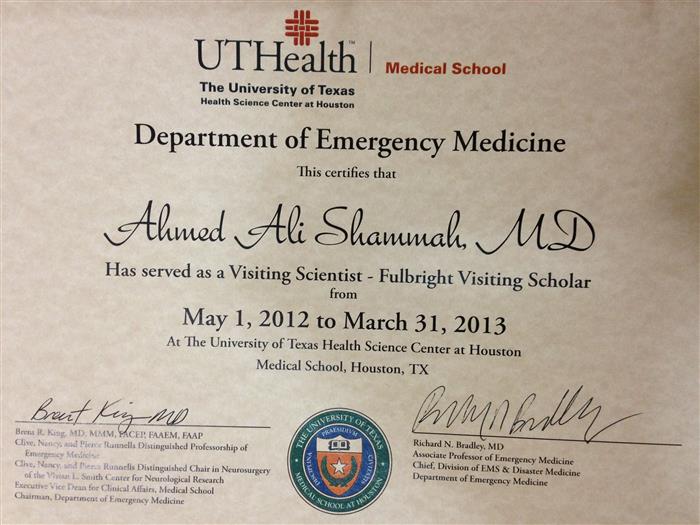 UTHealth™ | Medical School
The University of Texas
Health Science Center at Houston
Department of Emergency Medicine
This certifies that
Ahmed Ali Shammah, MD
Has served as a Visiting Scientist - Fulbright Visiting Scholar
from
May 1, 2012 to March 31, 2013
At The University of Texas Health Science Center at Houston
Medical School, Houston, TX
Brent King MD
Brent R. King, MD, MMM, FACEP, FAAEM, FAAP
Clive, Nancy, and Pierce Runnells Distinguished Professorship of
Emergency Medicine
Clive, Nancy, and Pierce Runnells Distinguished Chair in Neurosurgery
of the Vivian L. Smith Center for Neurological Research
Executive Vice Dean for Clinical Affairs, Medical School
Chairman, Department of Emergency Medicine
THE UNIVERSITY OF TEXAS
MEDICAL SCHOOL AT HOUSTON
PRAESIDIUM
CIVITATIS
DISCIPLINA
Richard N Bradley
Richard N. Bradley, MD
Associate Professor of Emergency Medicine
Chief, Division of EMS & Disaster Medicine
Department of Emergency Medicine